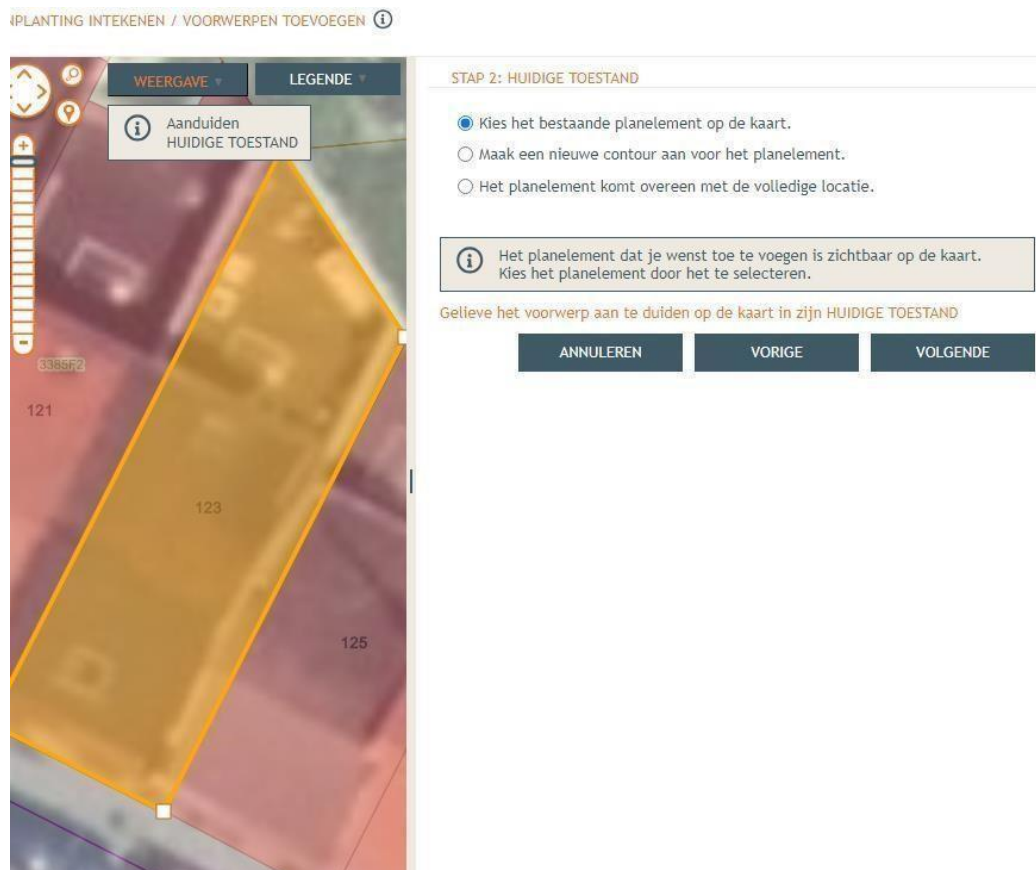 NPLANTING INTEKENEN / VOORWERPEN TOEVOEGEN
WEERGAVE
LEGENDE
Aanduiden
HUIDIGE TOESTAND
3385F2
121
123
125
STAP 2: HUIDIGE TOESTAND
Kies het bestaande planelement op de kaart.
Maak een nieuwe contour aan voor het planelement.
Het planelement komt overeen met de volledige locatie.
Het planelement dat je wenst toe te voegen is zichtbaar op de kaart.
Kies het planelement door het te selecteren.
Gelieve het voorwerp aan te duiden op de kaart in zijn HUIDIGE TOESTAND
ANNULEREN VORIGE VOLGENDE